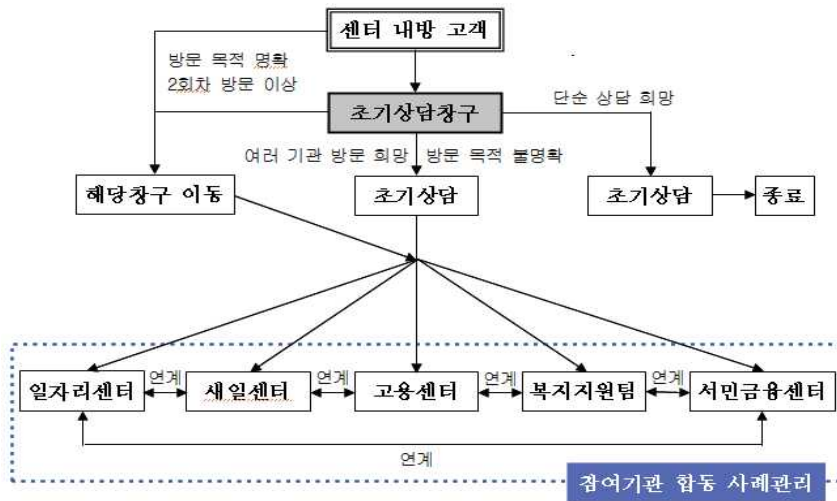 센터 내방 고객
방문 목적 명확
2회차 방문 이상
초기상담창구
단순 상담 희망
여러 기관 방문 희망
방문 목적 불명확
해당창구 이동
초기상담
초기상담
종료
일자리센터
연계
새일센터
연계
고용센터
연계
복지지원팀
연계
서민금융센터
연계
참여기관 합동 사례관리